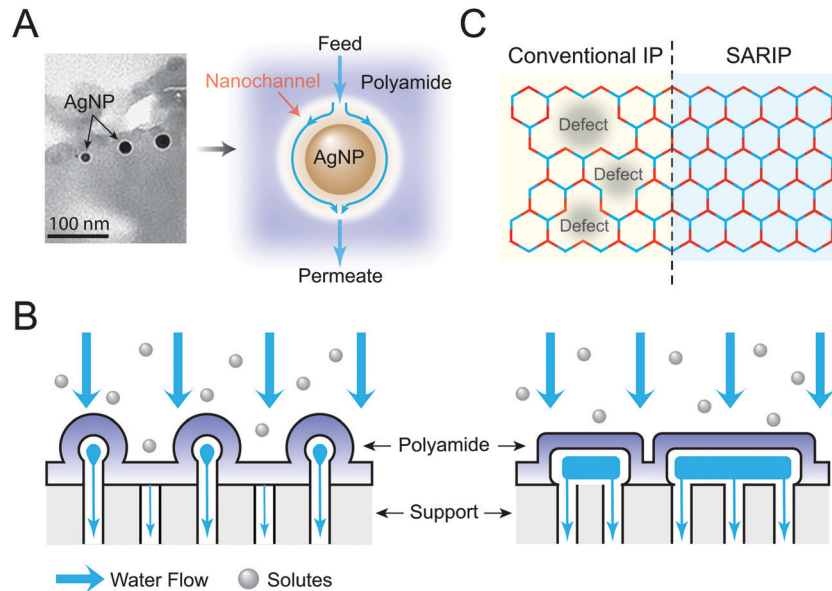 A
AgNP
100 nm
Feed
Nanochannel
Polyamide
AgNP
Permeate
C
Conventional IP
SARIP
Defect
Defect
Defect
B
Polyamide
Support
Water Flow
Solutes